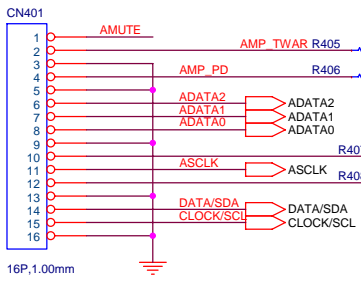 CN401
1 AMUTE
2 AMP_TWAR R405
3
4 AMP_PD R406
5
6 ADATA2 ADATA2
7 ADATA1 ADATA1
8 ADATA0 ADATA0
9
10 R407
11 ASCLK ASCLK
12 R408
13
14 DATA/SDA DATA/SDA
15 CLOCK/SCL CLOCK/SCL
16
16P,1.00mm